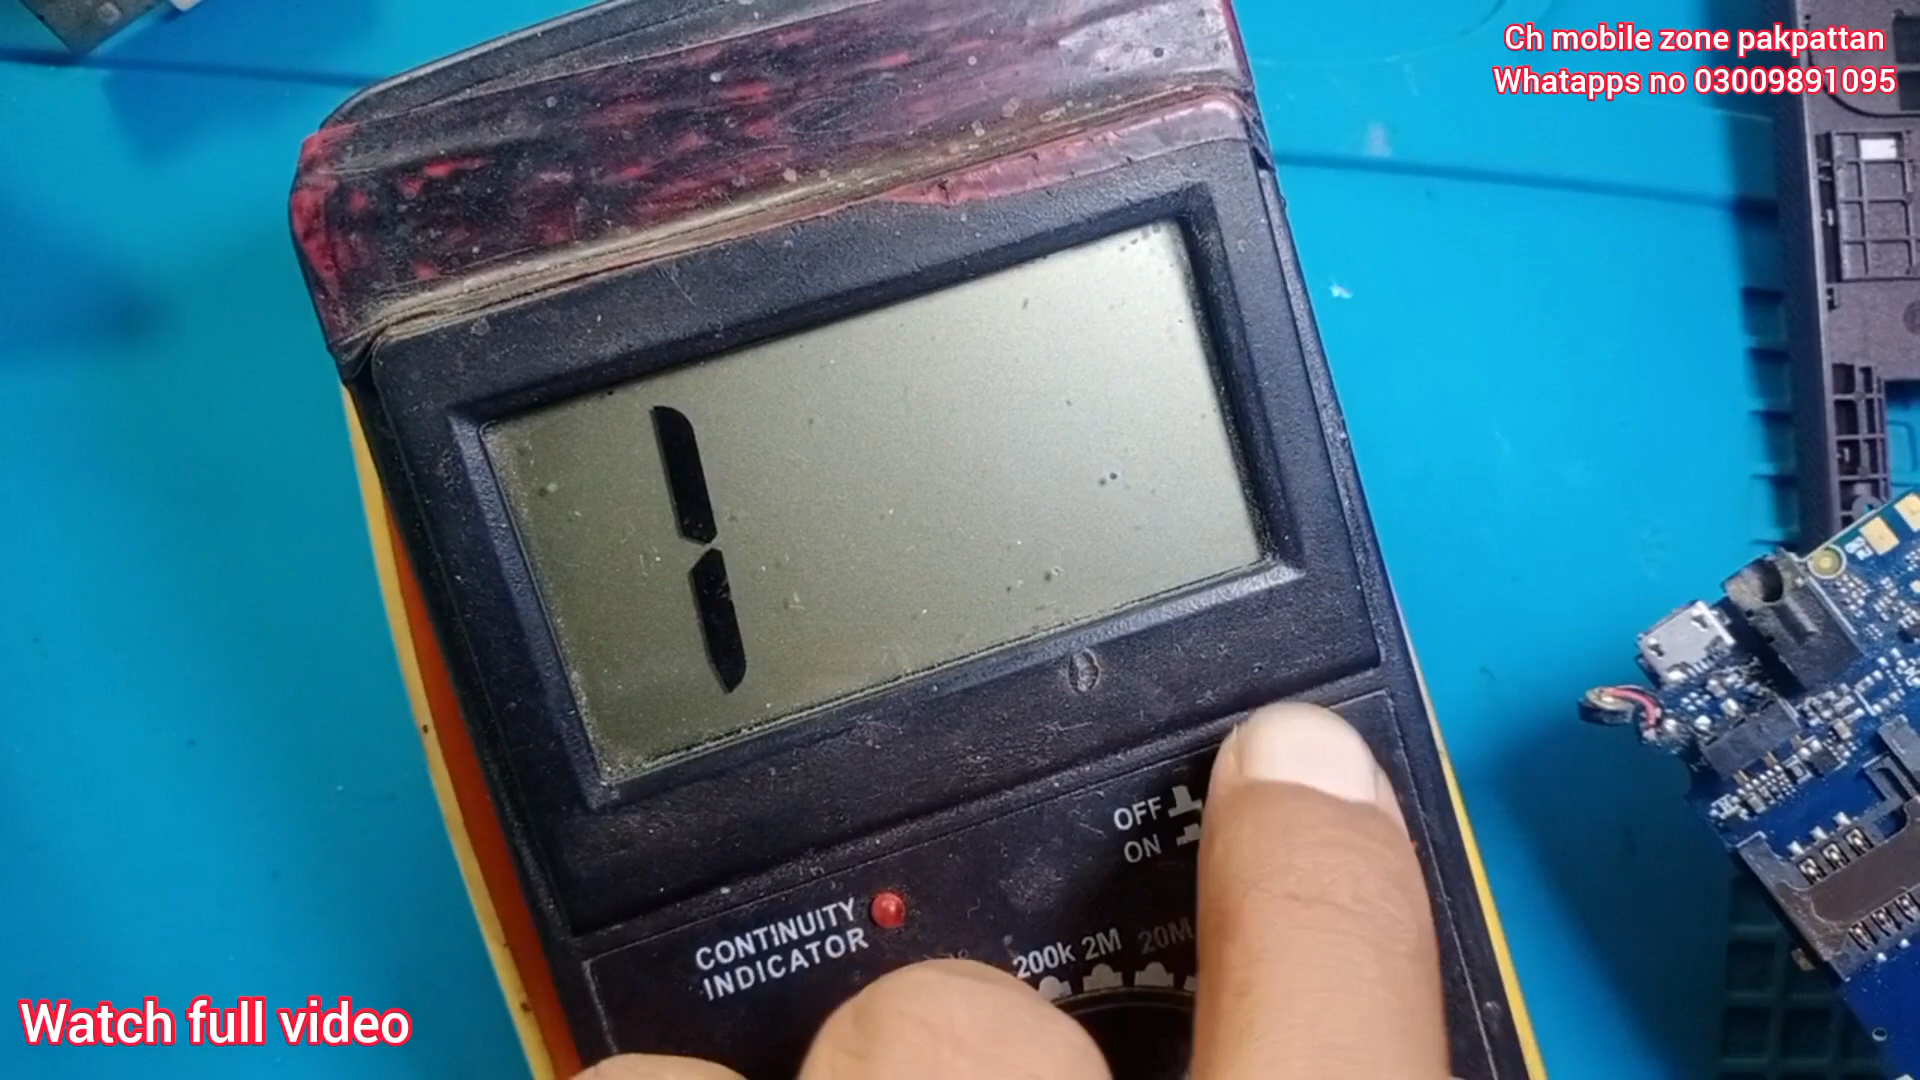 Ch mobile zone pakpattan
Whatapps no 03009891095
1
OFF
ON
CONTINUITY
INDICATOR
200k 2M 20M
Watch full video